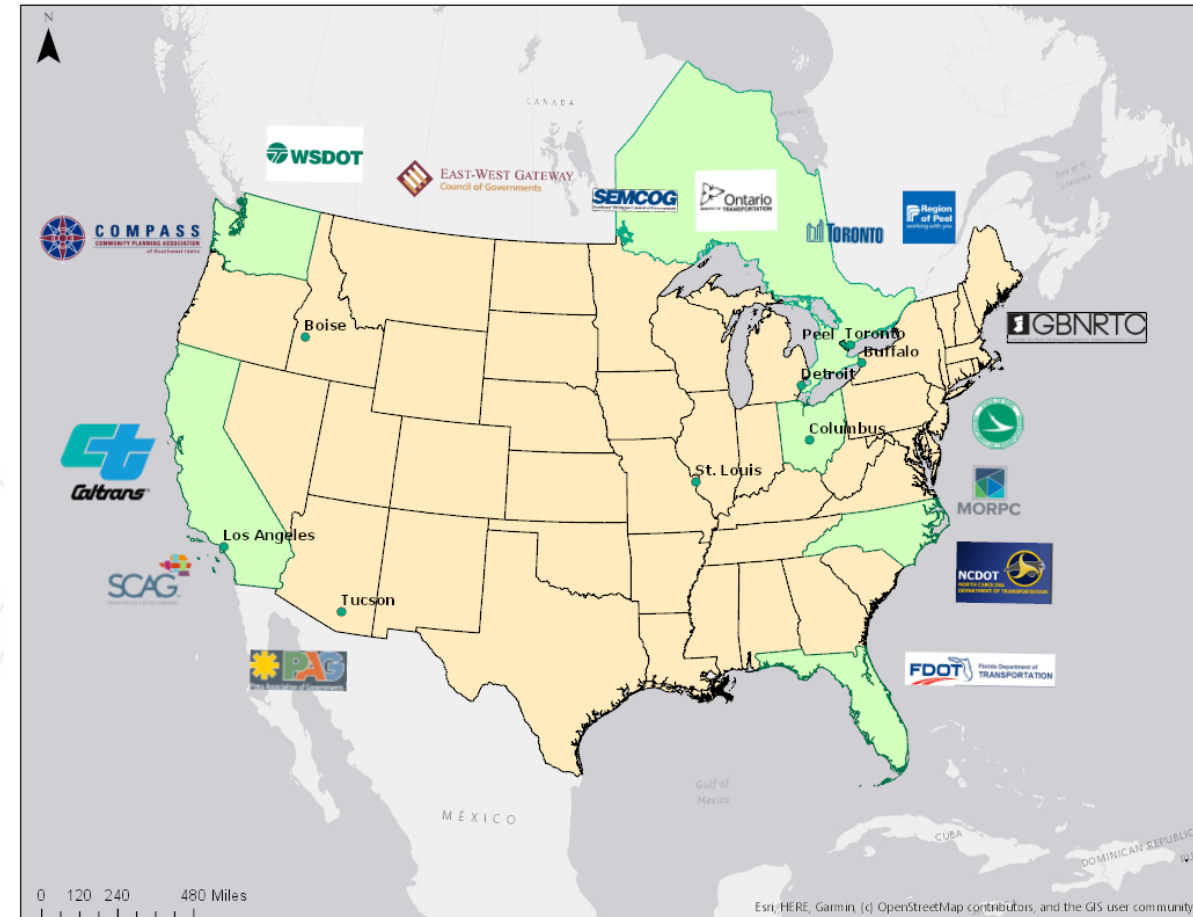 N
CANADA
WSDOT
EAST-WEST GATEWAY
Council of Governments
SEMCOG
Ontario
TRANSPORTATION
TORONTO
Region
of Peel
working with you
COMPASS
COMMUNITY PLANNING ASSOCIATION
of Southwest Idaho
GBNRTC
Boise
Peel Toronto
Buffalo
Detroit
Columbus
St. Louis
MORPC
Caltrans
Los Angeles
SCAG
Tucson
PAG
NCDOT
NORTH CAROLINA
DEPARTMENT OF TRANSPORTATION
FDOT
Florida Department of
TRANSPORTATION
Gulf of
Mexico
MÉXICO
CUBA
DOMINICAN REPUBLIC
0 120 240 480 Miles
Esri, HERE, Garmin, (c) OpenStreetMap contributors, and the GIS user community